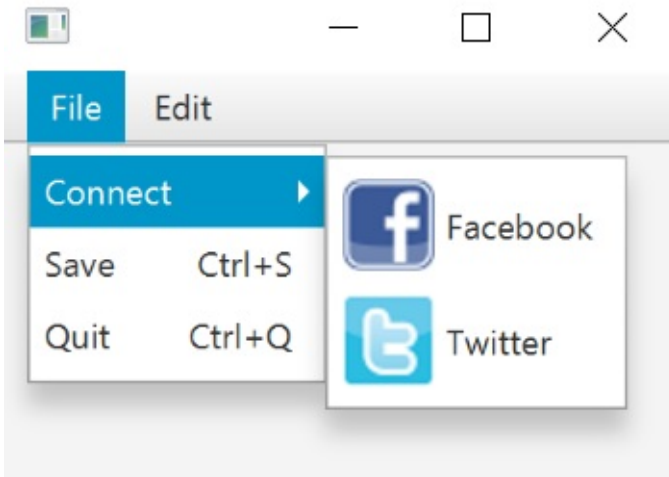 File Edit
Connect
Save Ctrl+S
Quit Ctrl+Q
Facebook
Twitter